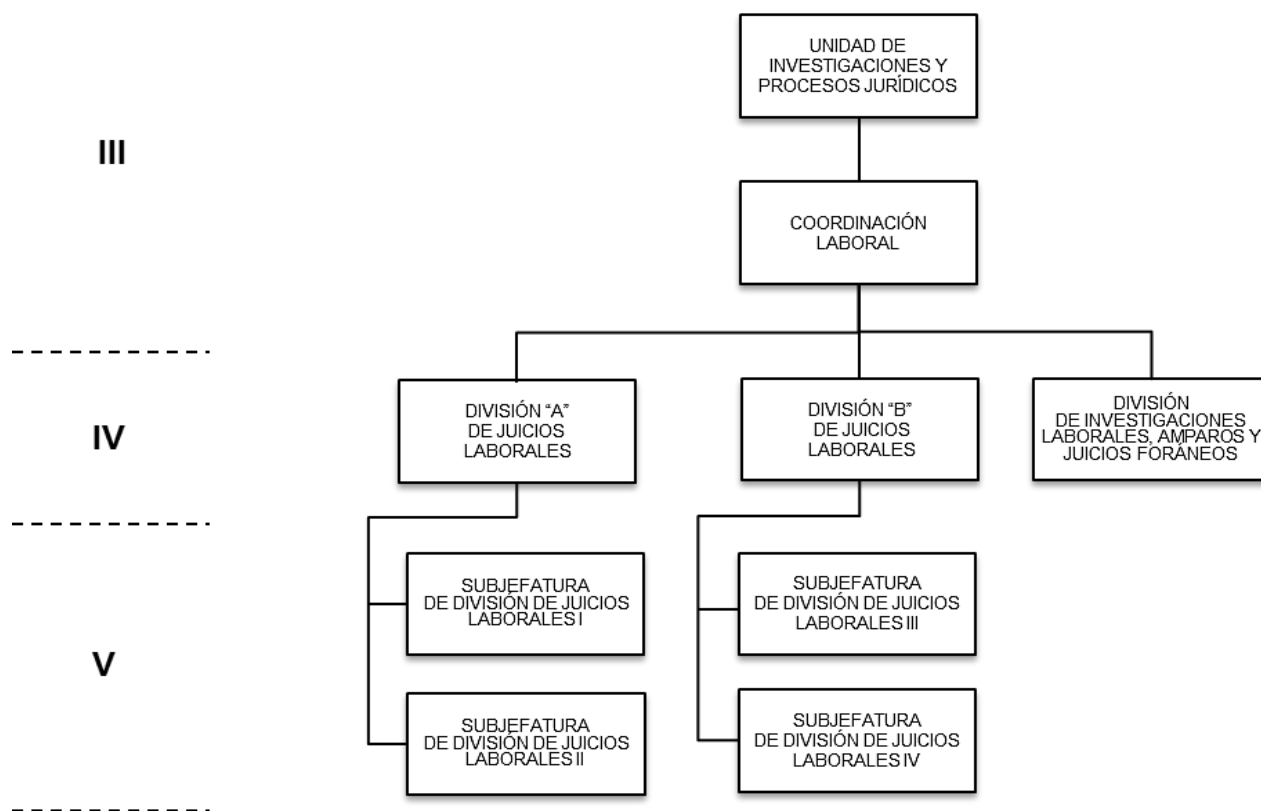 UNIDAD DE
INVESTIGACIONES Y
PROCESOS JURÍDICOS
III
COORDINACIÓN
LABORAL
IV
DIVISIÓN “A”
DE JUICIOS
LABORALES
DIVISIÓN “B”
DE JUICIOS
LABORALES
DIVISIÓN
DE INVESTIGACIONES
LABORALES, AMPAROS Y
JUICIOS FORÁNEOS
V
SUBJEFATURA
DE DIVISIÓN DE JUICIOS
LABORALES I
SUBJEFATURA
DE DIVISIÓN DE JUICIOS
LABORALES III
SUBJEFATURA
DE DIVISIÓN DE JUICIOS
LABORALES II
SUBJEFATURA
DE DIVISIÓN DE JUICIOS
LABORALES IV